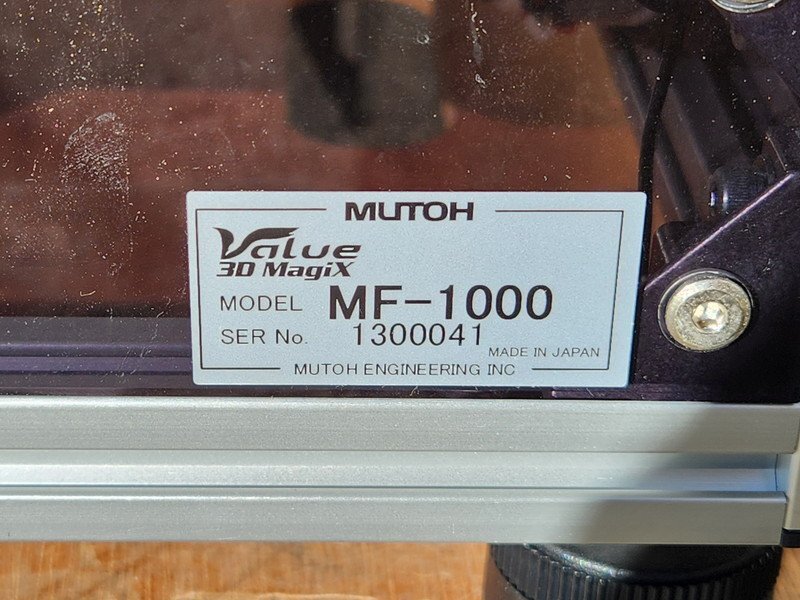 MUTOH
Value
3D MagiX
MODEL MF-1000
SER No. 1300041
MADE IN JAPAN
MUTOH ENGINEERING INC